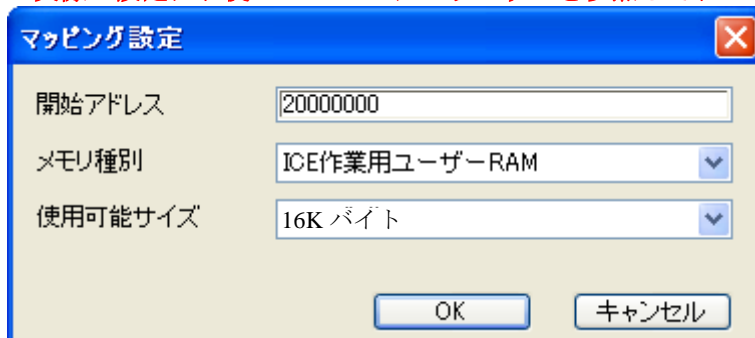 マッピング設定
開始アドレス 20000000
メモリ種別 ICE作業用ユーザーRAM
使用可能サイズ 16K バイト
OK キャンセル